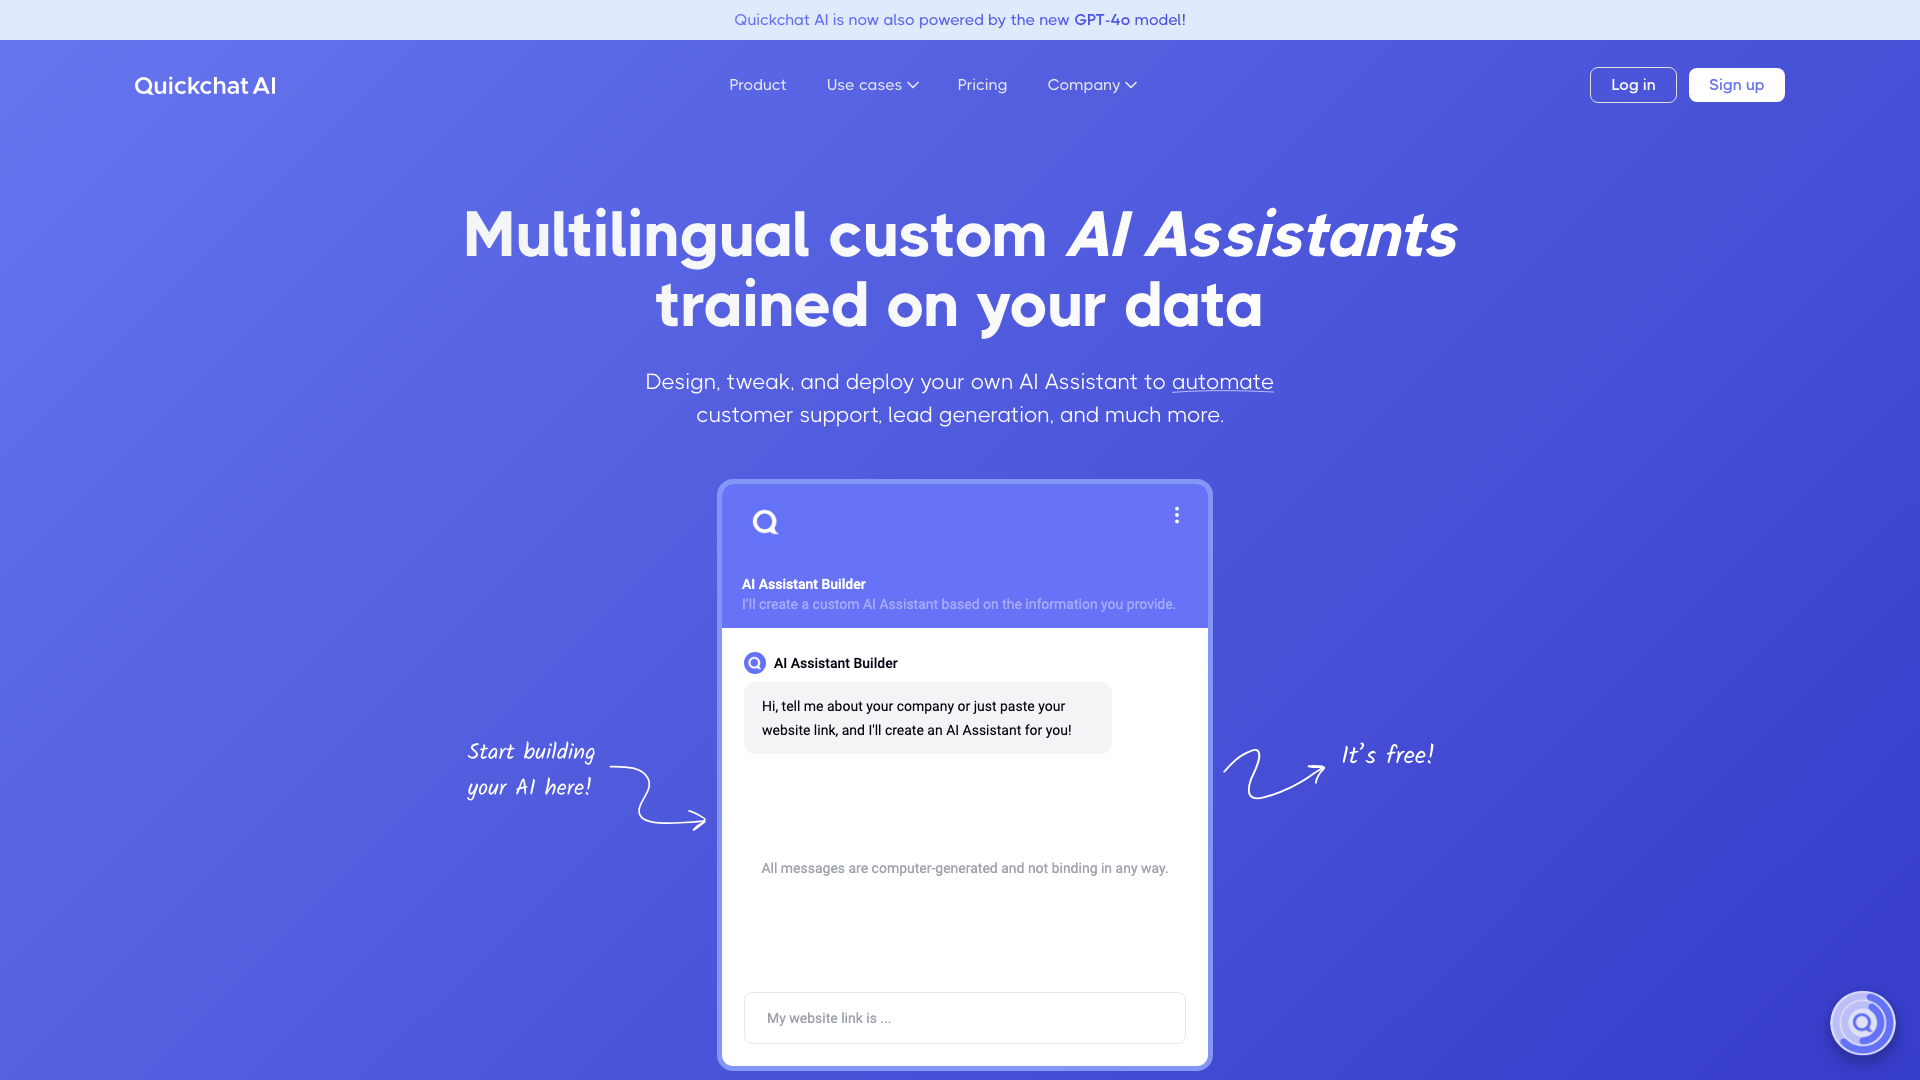 Quickchat AI is now also powered by the new GPT-4o model!
Quickchat AI
Product
Use cases
Pricing
Company
Log in
Sign up
Multilingual custom AI Assistants
trained on your data
Design, tweak, and deploy your own AI Assistant to automate
customer support, lead generation, and much more.
AI Assistant Builder
I'll create a custom AI Assistant based on the information you provide.
AI Assistant Builder
Hi, tell me about your company or just paste your
website link, and I'll create an AI Assistant for you!
Start building
your AI here!
It's free!
All messages are computer-generated and not binding in any way.
My website link is ...